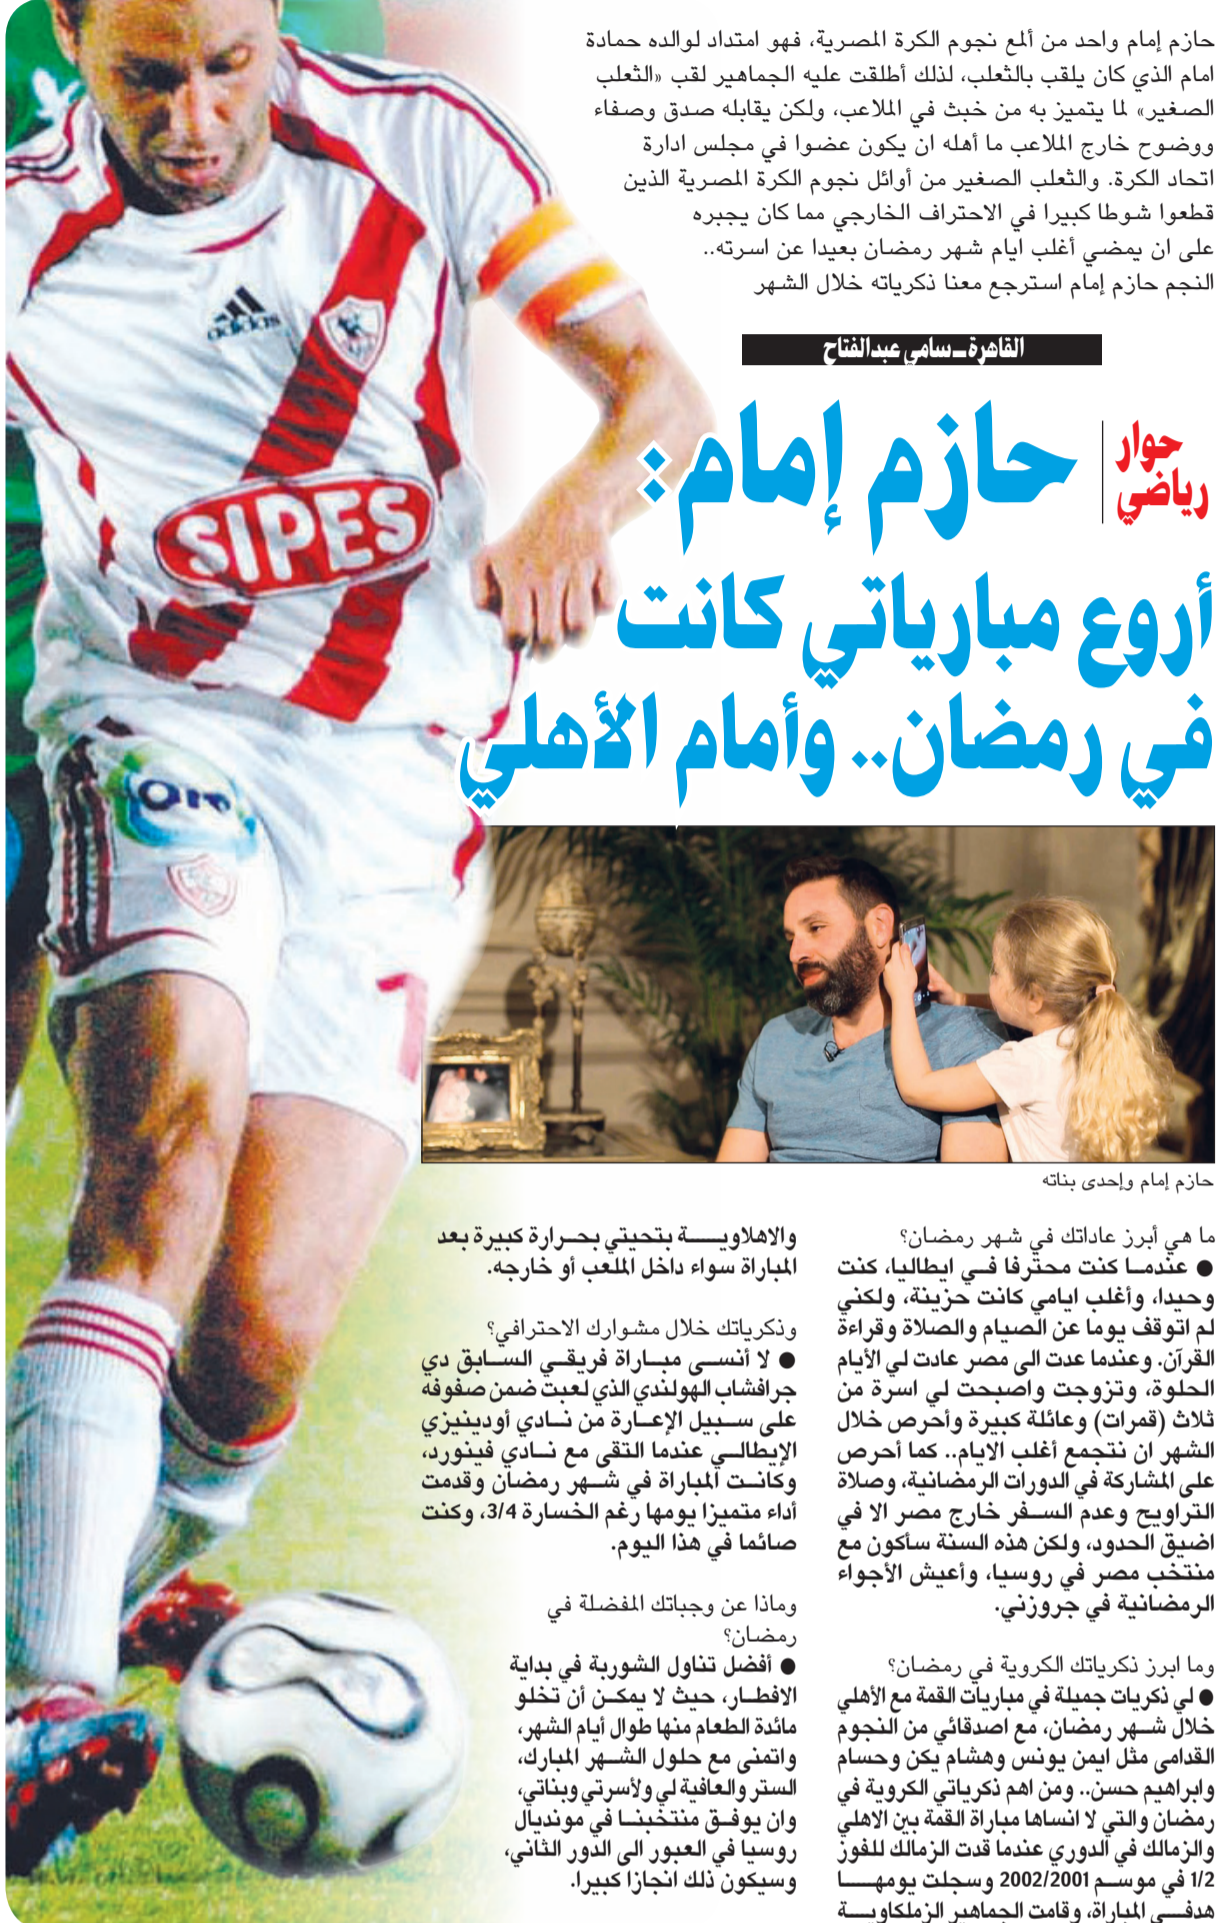 حازم إمام واحد من ألمع نجوم الكرة المصرية، فهو امتداد لوالده حمادة
امام الذي كان يلقب بالثعلب، لذلك أطلقت عليه الجماهير لقب «الثعلب
الصغير» لما يتميز به من خبث في الملاعب، ولكن يقابله صدق وصفاء
ووضوح خارج الملاعب ما أهله ان يكون عضوا في مجلس ادارة
اتحاد الكرة. والثعلب الصغير من أوائل نجوم الكرة المصرية الذين
قطعوا شوطا كبيرا في الاحتراف الخارجي مما كان يجبره
على ان يمضي أغلب ايام شهر رمضان بعيدا عن اسرته..
النجم حازم إمام استرجع معنا ذكرياته خلال الشهر
القاهرة ـ سامي عبدالفتاح
حوار
رياضي
حازم إمام:
أروع مبارياتي كانت
في رمضان.. وأمام الأهلي
adidas
SIPES
7
حازم إمام وإحدى بناته
ما هي أبرز عاداتك في شهر رمضان؟
● عندما كنت محترفا في ايطاليا، كنت
وحيدا، وأغلب ايامي كانت حزينة، ولكني
لم اتوقف يوما عن الصيام والصلاة وقراءة
القرآن. وعندما عدت الى مصر عادت لي الأيام
الحلوة، وتزوجت واصبحت لي اسرة من
ثلاث (قمرات) وعائلة كبيرة وأحرص خلال
الشهر ان نتجمع أغلب الايام.. كما أحرص
على المشاركة في الدورات الرمضانية، وصلاة
التراويح وعدم السفر خارج مصر الا في
اضيق الحدود، ولكن هذه السنة سأكون مع
منتخب مصر في روسيا، وأعيش الأجواء
الرمضانية في جروزني.
وما ابرز ذكرياتك الكروية في رمضان؟
● لي ذكريات جميلة في مباريات القمة مع الأهلي
خلال شهر رمضان، مع اصدقائي من النجوم
القدامى مثل ايمن يونس وهشام يكن وحسام
وابراهيم حسن.. ومن اهم ذكرياتي الكروية في
رمضان والتي لا انساها مباراة القمة بين الاهلي
والزمالك في الدوري عندما قدت الزمالك للفوز
1/2 في موسم 2002/2001 وسجلت يومها
هدفي المباراة، وقامت الجماهير الزملكاوية
والاهلاوية بتحيتي بحرارة كبيرة بعد
المباراة سواء داخل الملعب أو خارجه.
وذكرياتك خلال مشوارك الاحترافي؟
● لا أنسى مباراة فريقي السابق دي
جرافشاب الهولندي الذي لعبت ضمن صفوفه
على سبيل الإعارة من نادي أودينيزي
الإيطالي عندما التقى مع نادي فينورد،
وكانت المباراة في شهر رمضان وقدمت
أداء متميزا يومها رغم الخسارة 3/4، وكنت
صائما في هذا اليوم.
وماذا عن وجباتك المفضلة في
رمضان؟
● أفضل تناول الشوربة في بداية
الافطار، حيث لا يمكن أن تخلو
مائدة الطعام منها طوال أيام الشهر،
واتمنى مع حلول الشهر المبارك،
الستر والعافية لي ولأسرتي وبناتي،
وان يوفق منتخبنا في مونديال
روسيا في العبور الى الدور الثاني،
وسيكون ذلك انجازا كبيرا.